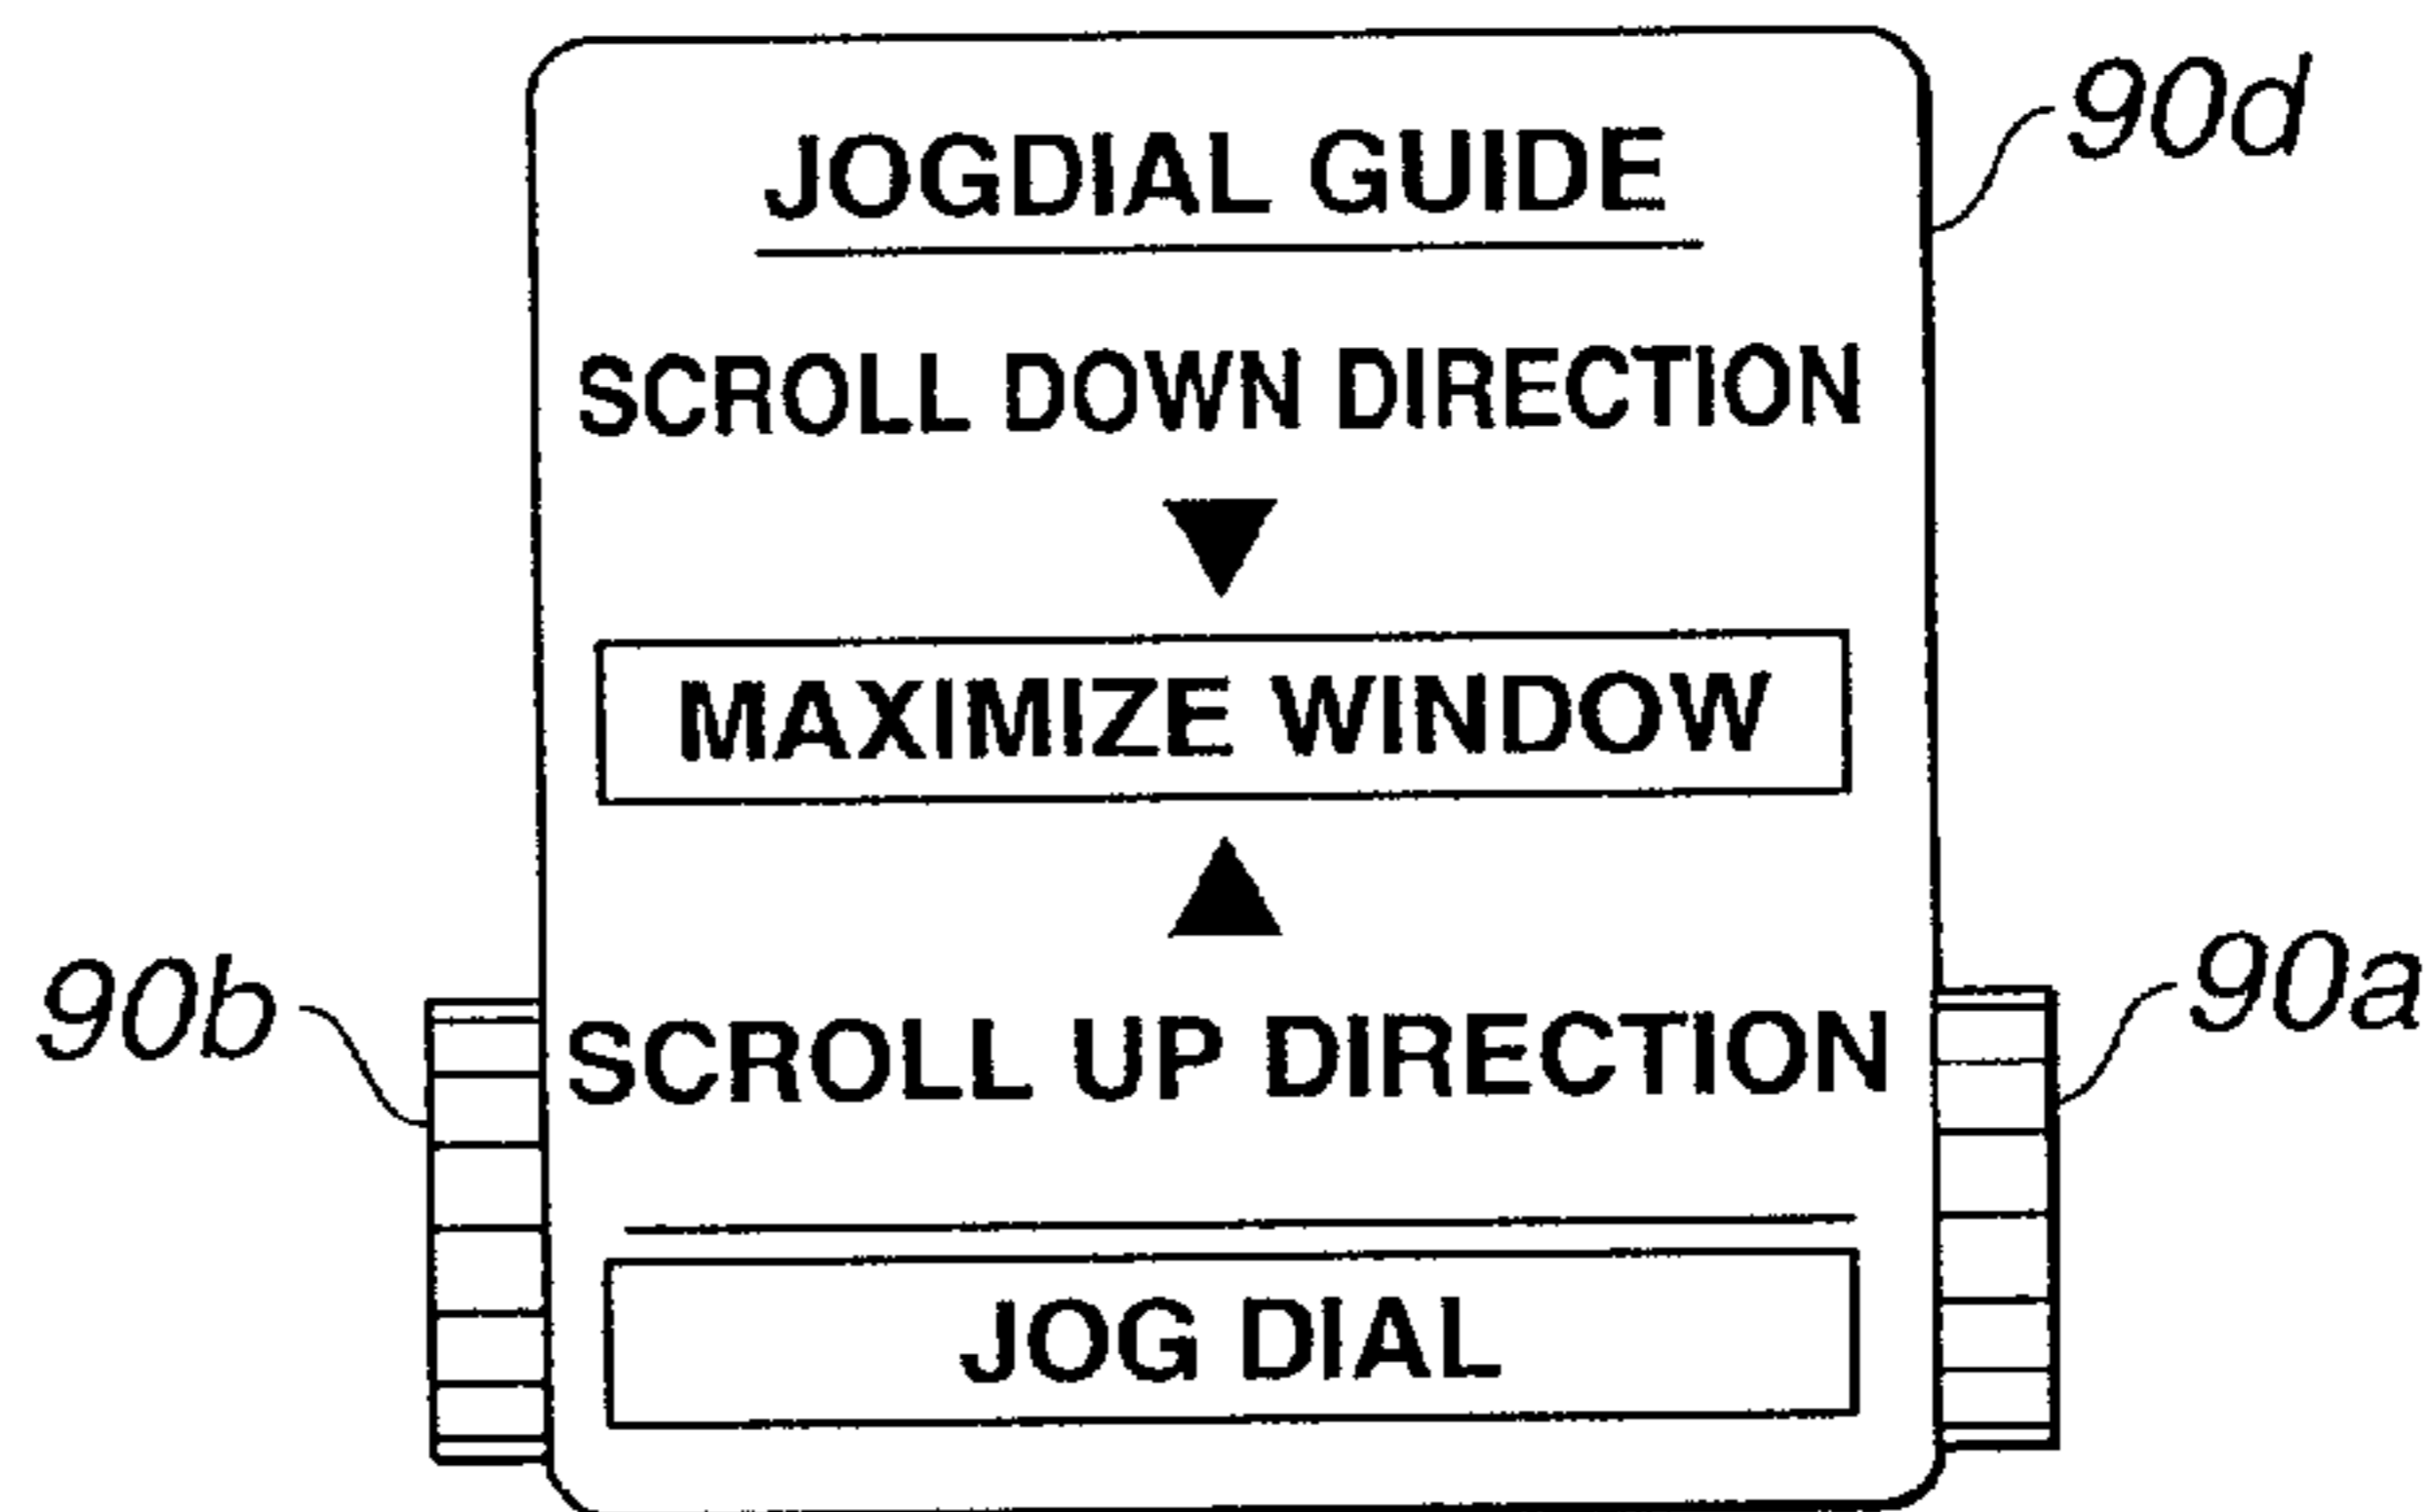 JOGDIAL GUIDE
90d
SCROLL DOWN DIRECTION
MAXIMIZE WINDOW
90b
90a
SCROLL UP DIRECTION
JOG DIAL